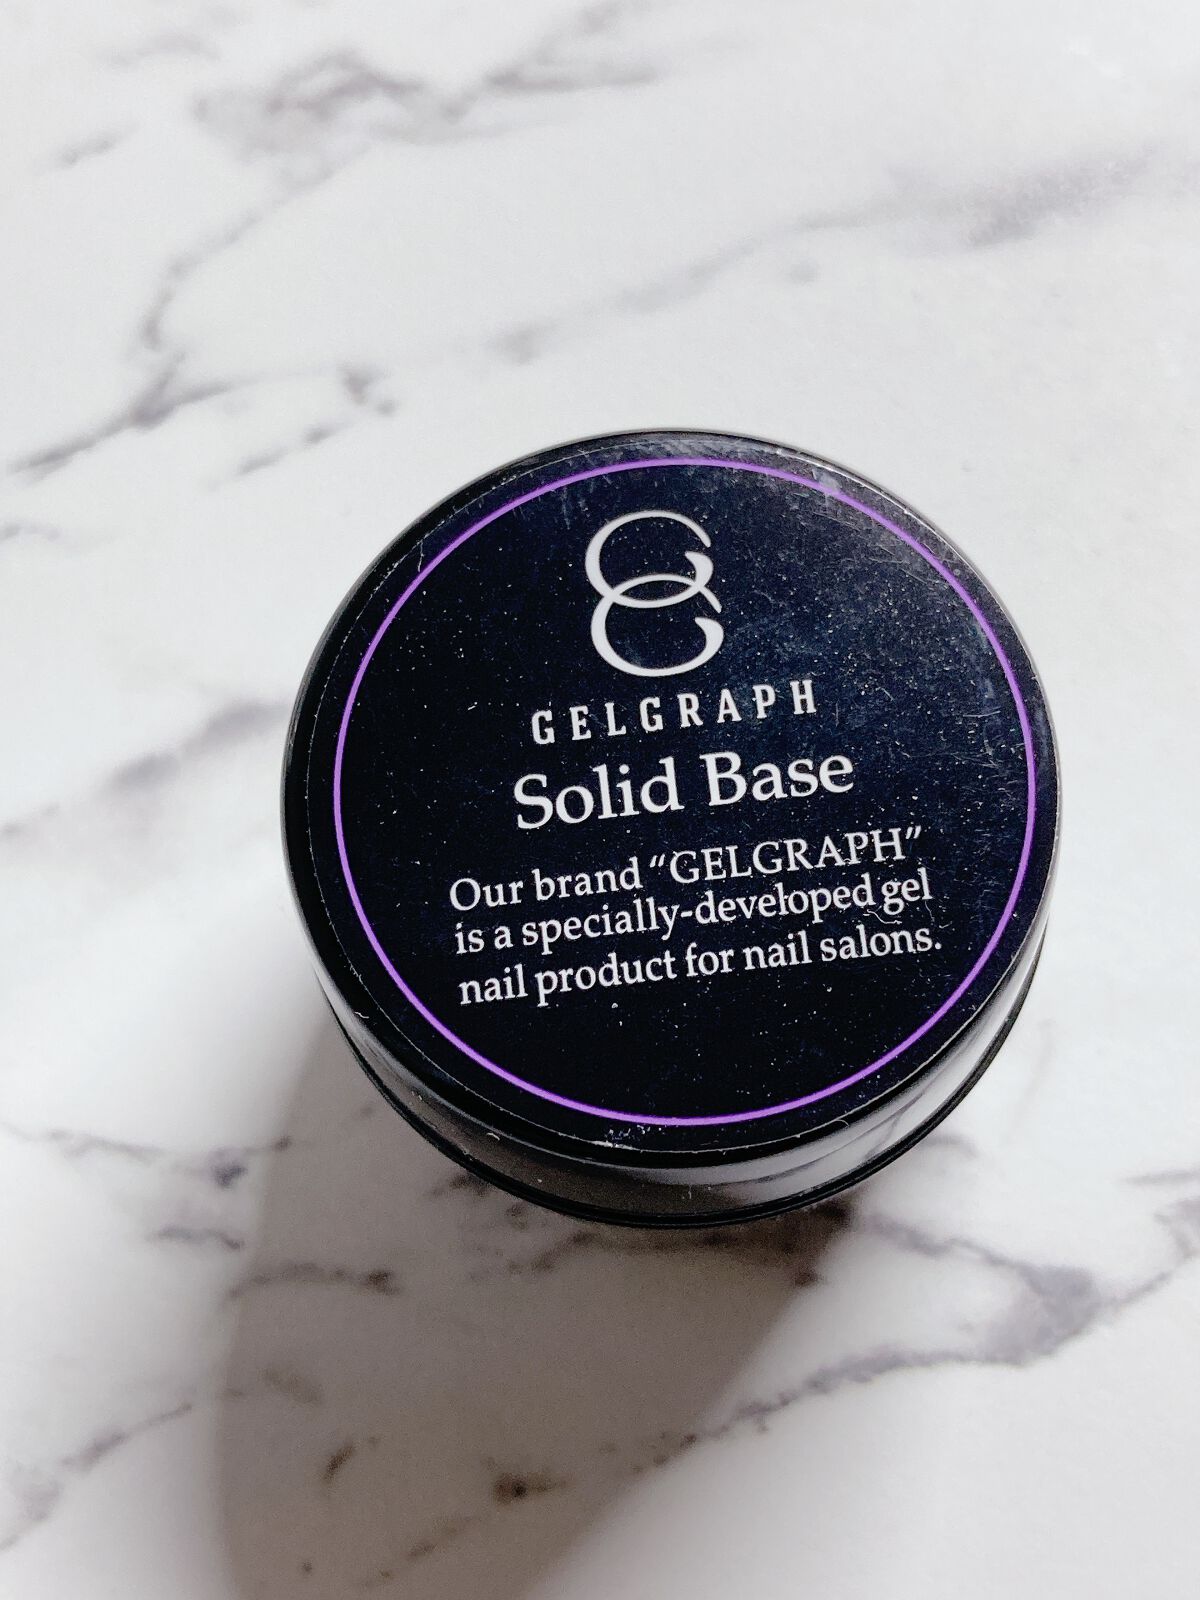 GELGRAPH
Solid Base
Our brand “GELGRAPH”
is a specially-developed gel
nail product for nail salons.